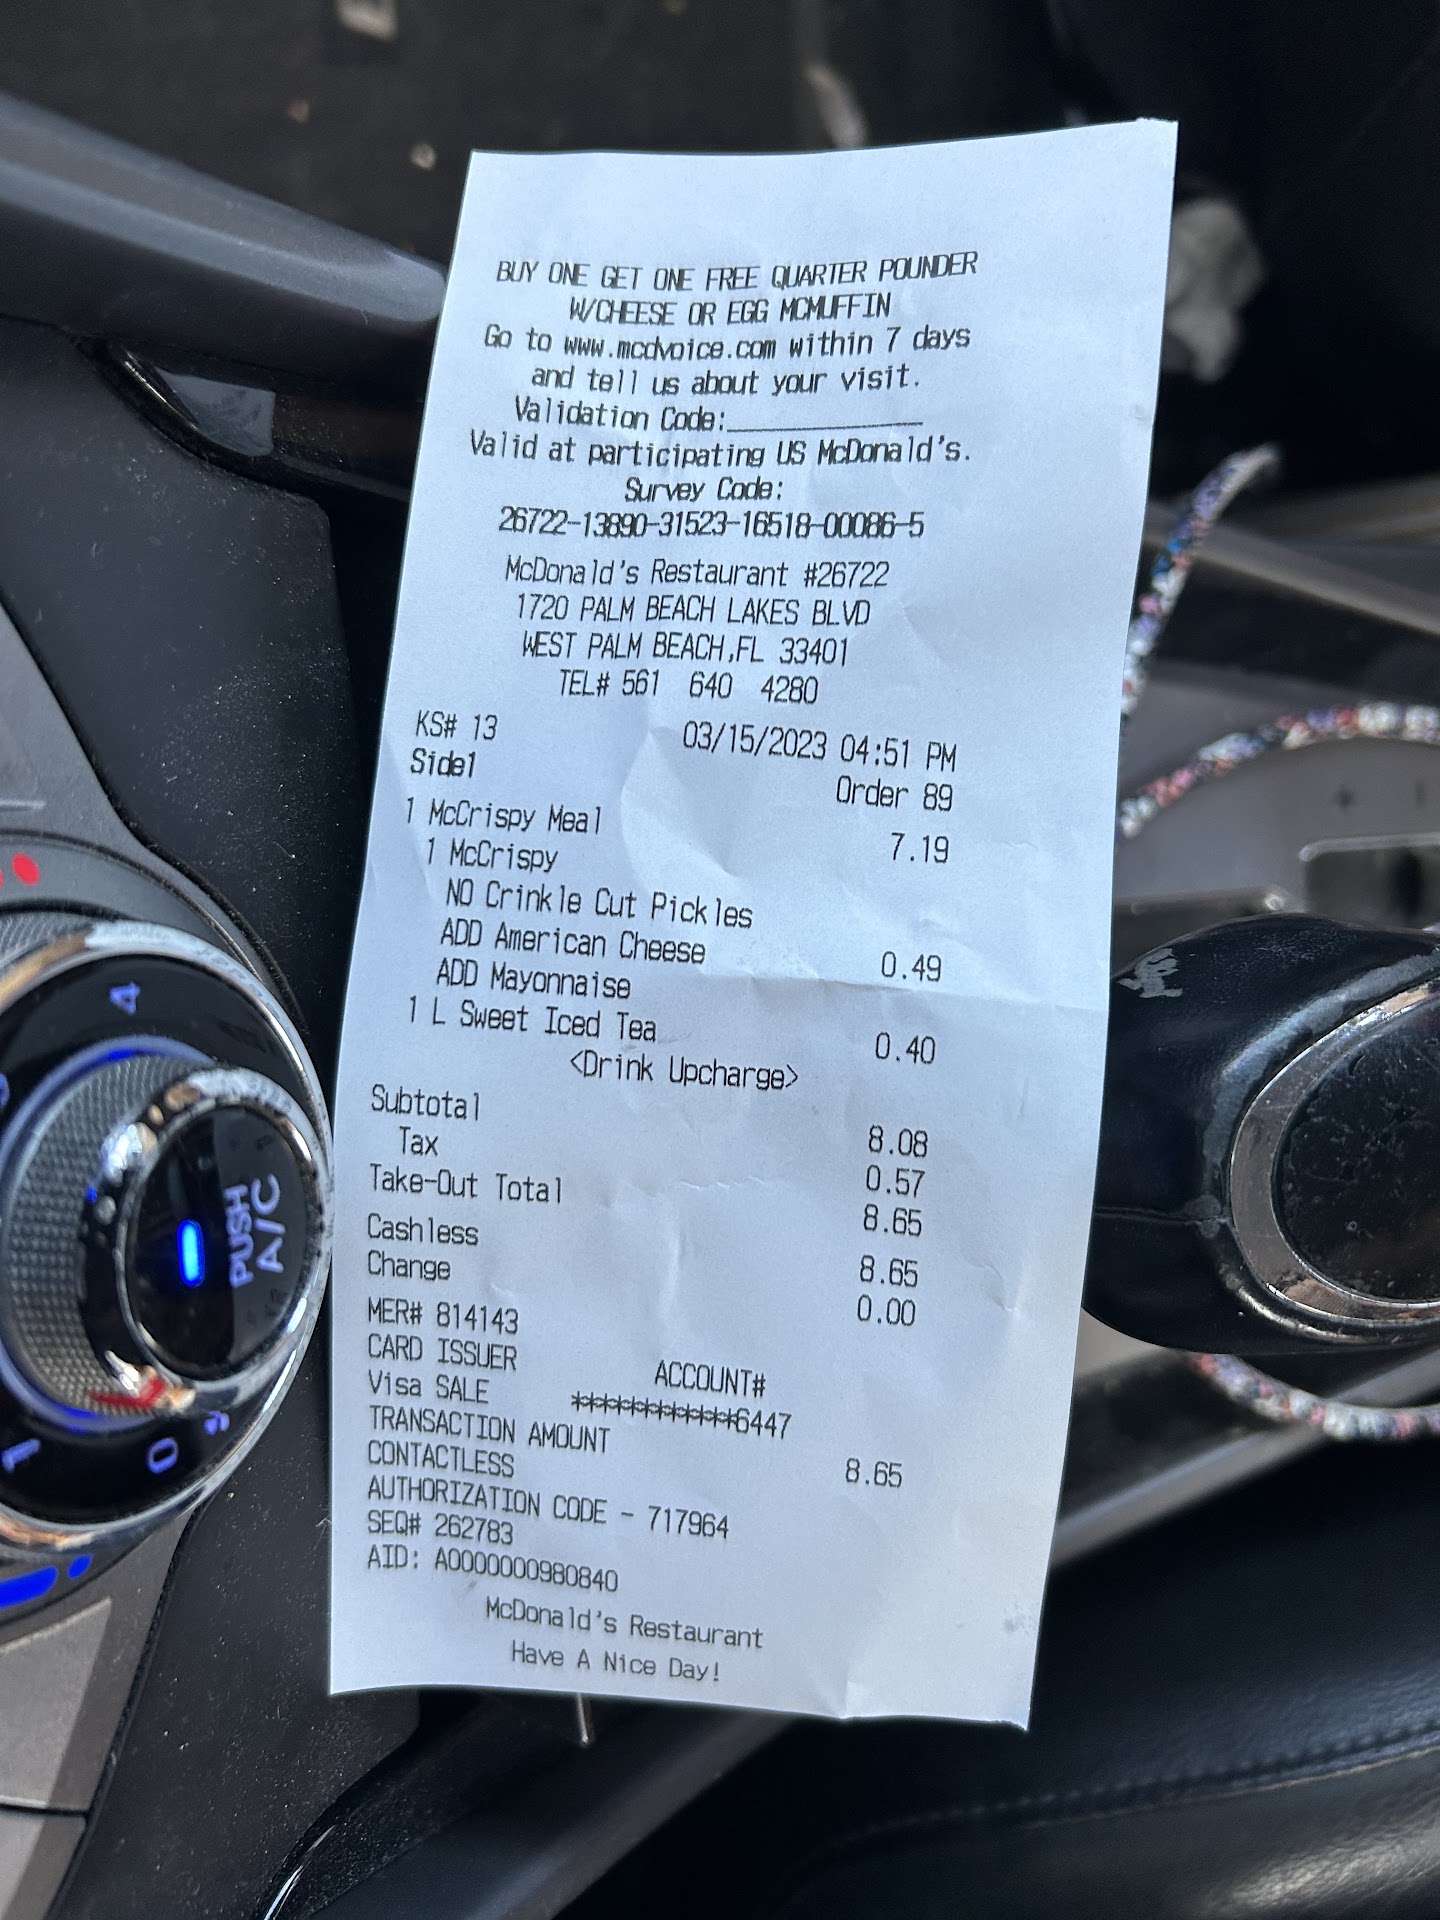 BUY ONE GET ONE FREE QUARTER POUNDER
W/CHEESE OR EGG MCMUFFIN
Go to www.mcdvoice.com within 7 days
and tell us about your visit.
Validation Code:______________
Valid at participating US McDonald's.
Survey Code:
26722-13890-31523-16518-00086-5
McDonald's Restaurant #26722
1720 PALM BEACH LAKES BLVD
WEST PALM BEACH,FL 33401
TEL# 561 640 4280
KS# 13 03/15/2023 04:51 PM
Side1 Order 89
1 McCrispy Meal 7.19
1 McCrispy
NO Crinkle Cut Pickles
ADD American Cheese 0.49
ADD Mayonnaise
1 L Sweet Iced Tea 0.40
<Drink Upcharge>
Subtotal 8.08
Tax 0.57
Take-Out Total 8.65
Cashless 8.65
Change 0.00
MER# 814143
CARD ISSUER ACCOUNT#
Visa SALE ************6447
TRANSACTION AMOUNT 8.65
CONTACTLESS
AUTHORIZATION CODE - 717964
SEQ# 262783
AID: A0000000980840
McDonald's Restaurant
Have A Nice Day!
4
PUSH
A/C
0
1